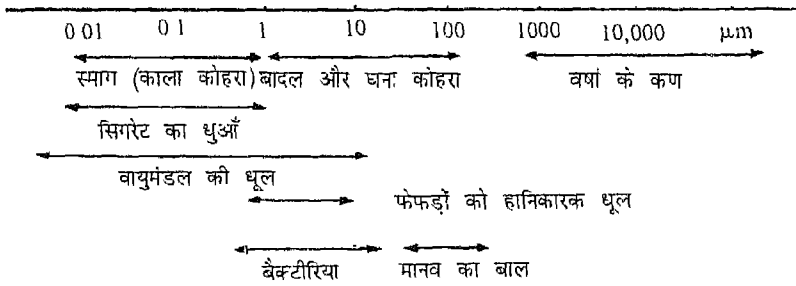 0 01 0 1 1 10 100 1000 10,000 μm
स्माग (काला कोहरा) बादल और घना कोहरा वर्षा के कण
सिगरेट का धुआँ
वायुमंडल की धूल
फेफड़ों को हानिकारक धूल
बैक्टीरिया मानव का बाल